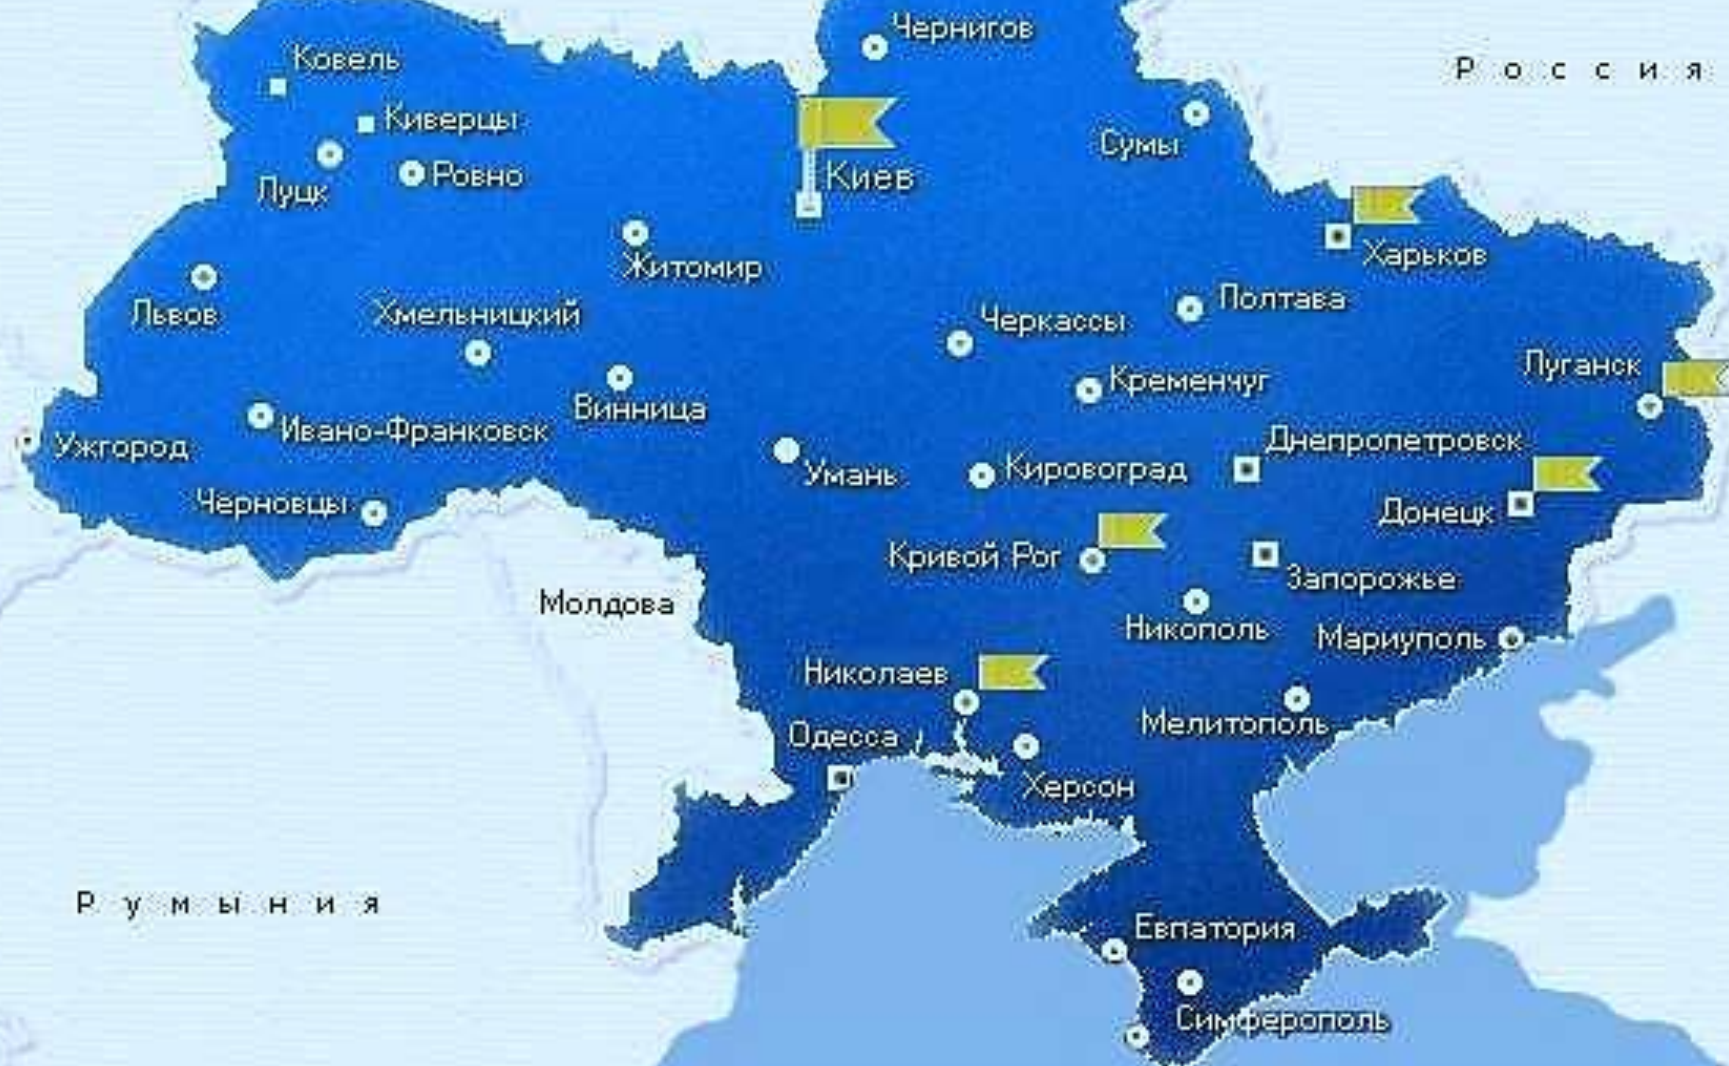 Чернигов
Ковель
Россия
Киверцы
Сумы
Ровно
Киев
Луцк
Харьков
Житомир
Полтава
Львов
Хмельницкий
Черкассы
Луганск
Кременчуг
Винница
Ивано-Франковск
Днепропетровск
Ужгород
Кировоград
Умань
Черновцы
Донецк
Кривой Рог
Запорожье
Молдова
Никополь
Мариуполь
Николаев
Мелитополь
Одесса
Херсон
Румыния
Евпатория
Симферополь